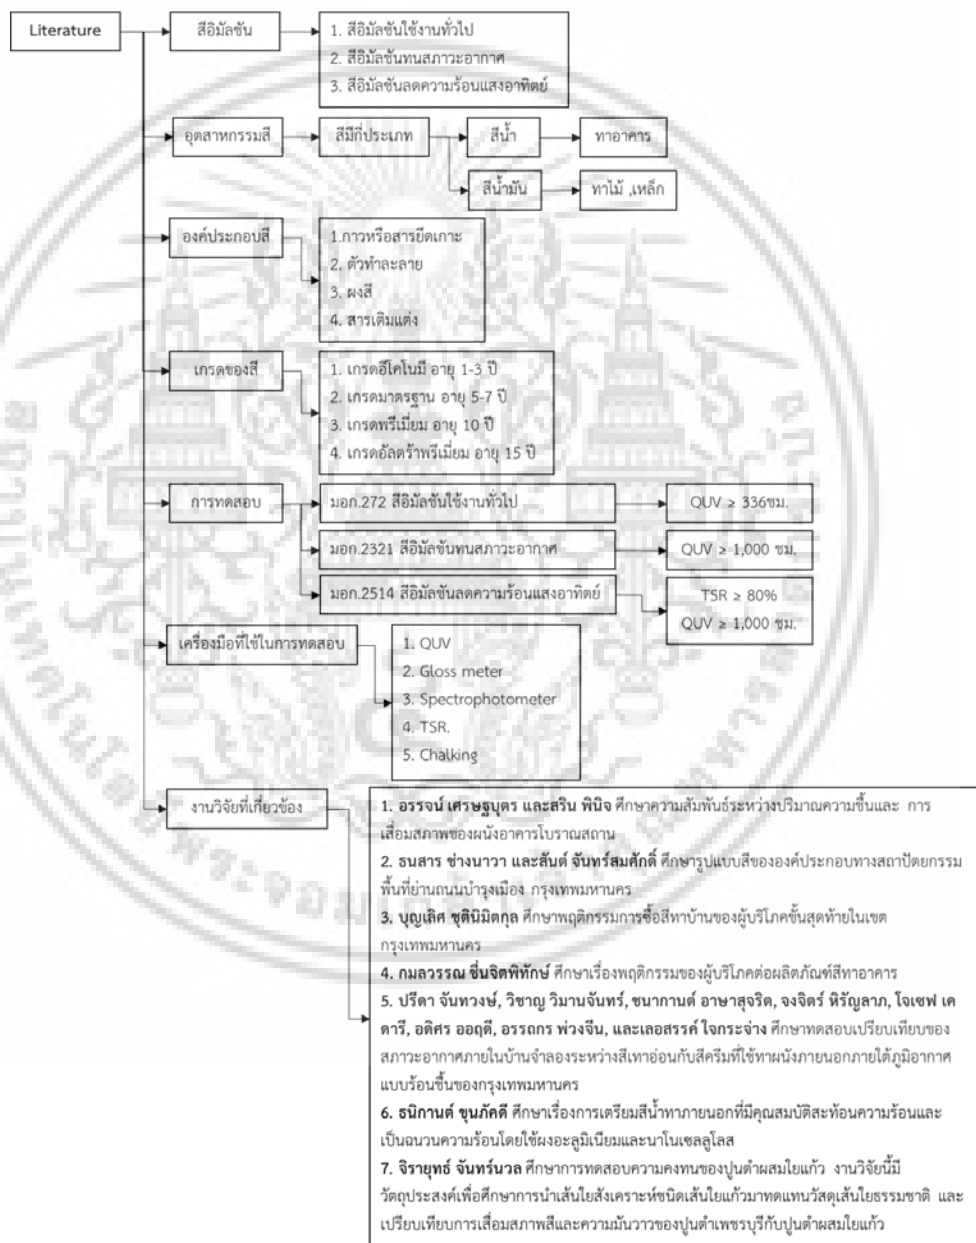 Literature
สีอิมัลชัน
1. สีอิมัลชันใช้งานทั่วไป
2. สีอิมัลชันทนสภาวะอากาศ
3. สีอิมัลชันลดความร้อนแสงอาทิตย์
อุตสาหกรรมสี
สีมีกี่ประเภท
สีน้ำ
ทาอาคาร
สีน้ำมัน
ทาไม้ ,เหล็ก
องค์ประกอบสี
1.กาวหรือสารยึดเกาะ
2. ตัวทำละลาย
3. ผงสี
4. สารเติมแต่ง
เกรดของสี
1. เกรดอีโคโนมี อายุ 1-3 ปี
2. เกรดมาตรฐาน อายุ 5-7 ปี
3. เกรดพรีเมี่ยม อายุ 10 ปี
4. เกรดอัลตร้าพรีเมี่ยม อายุ 15 ปี
การทดสอบ
มอก.272 สีอิมัลชันใช้งานทั่วไป
QUV ≥ 336ชม.
มอก.2321 สีอิมัลชันทนสภาวะอากาศ
QUV ≥ 1,000 ชม.
มอก.2514 สีอิมัลชันลดความร้อนแสงอาทิตย์
TSR ≥ 80%
QUV ≥ 1,000 ชม.
เครื่องมือที่ใช้ในการทดสอบ
1. QUV
2. Gloss meter
3. Spectrophotometer
4. TSR.
5. Chalking
งานวิจัยที่เกี่ยวข้อง
1. อรรจน์ เศรษฐบุตร และสริน พินิจ ศึกษาความสัมพันธ์ระหว่างปริมาณความชื้นและ การ
เสื่อมสภาพของผนังอาคารโบราณสถาน
2. ธนสาร ช่างนาวา และสันต์ จันทร์สมศักดิ์ ศึกษารูปแบบสีขององค์ประกอบทางสถาปัตยกรรม
พื้นที่ย่านถนนบำรุงเมือง กรุงเทพมหานคร
3. บุญเลิศ ชุตินิมิตกุล ศึกษาพฤติกรรมการซื้อสีทาบ้านของผู้บริโภคขั้นสุดท้ายในเขต
กรุงเทพมหานคร
4. กมลวรรณ ชื่นจิตพิทักษ์ ศึกษาเรื่องพฤติกรรมของผู้บริโภคต่อผลิตภัณฑ์สีทาอาคาร
5. ปรีดา จันทวงษ์, วิชาญ วิมานจันทร์, ชนากานต์ อาษาสุจริต, จงจิตร์ หิรัญลาภ, โจเซฟ เค
ดารี, อดิศร ออฤดี, อรรถกร พ่วงจีน, และเลอสรรค์ ใจกระจ่าง ศึกษาทดสอบเปรียบเทียบของ
สภาวะอากาศภายในบ้านจำลองระหว่างสีเทาอ่อนกับสีครีมที่ใช้ทาผนังภายนอกภายใต้ภูมิอากาศ
แบบร้อนชื้นของกรุงเทพมหานคร
6. ธนิกานต์ ขุนภักดี ศึกษาเรื่องการเตรียมสีน้ำทาภายนอกที่มีคุณสมบัติสะท้อนความร้อนและ
เป็นฉนวนความร้อนโดยใช้ผงอะลูมิเนียมและนาโนเซลลูโลส
7. จิรายุทธ์ จันทร์นวล ศึกษาการทดสอบความคงทนของปูนตำผสมใยแก้ว งานวิจัยนี้มี
วัตถุประสงค์เพื่อศึกษาการนำเส้นใยสังเคราะห์ชนิดเส้นใยแก้วมาทดแทนวัสดุเส้นใยธรรมชาติ และ
เปรียบเทียบการเสื่อมสภาพสีและความมันวาวของปูนตำเพชรบุรีกับปูนตำผสมใยแก้ว